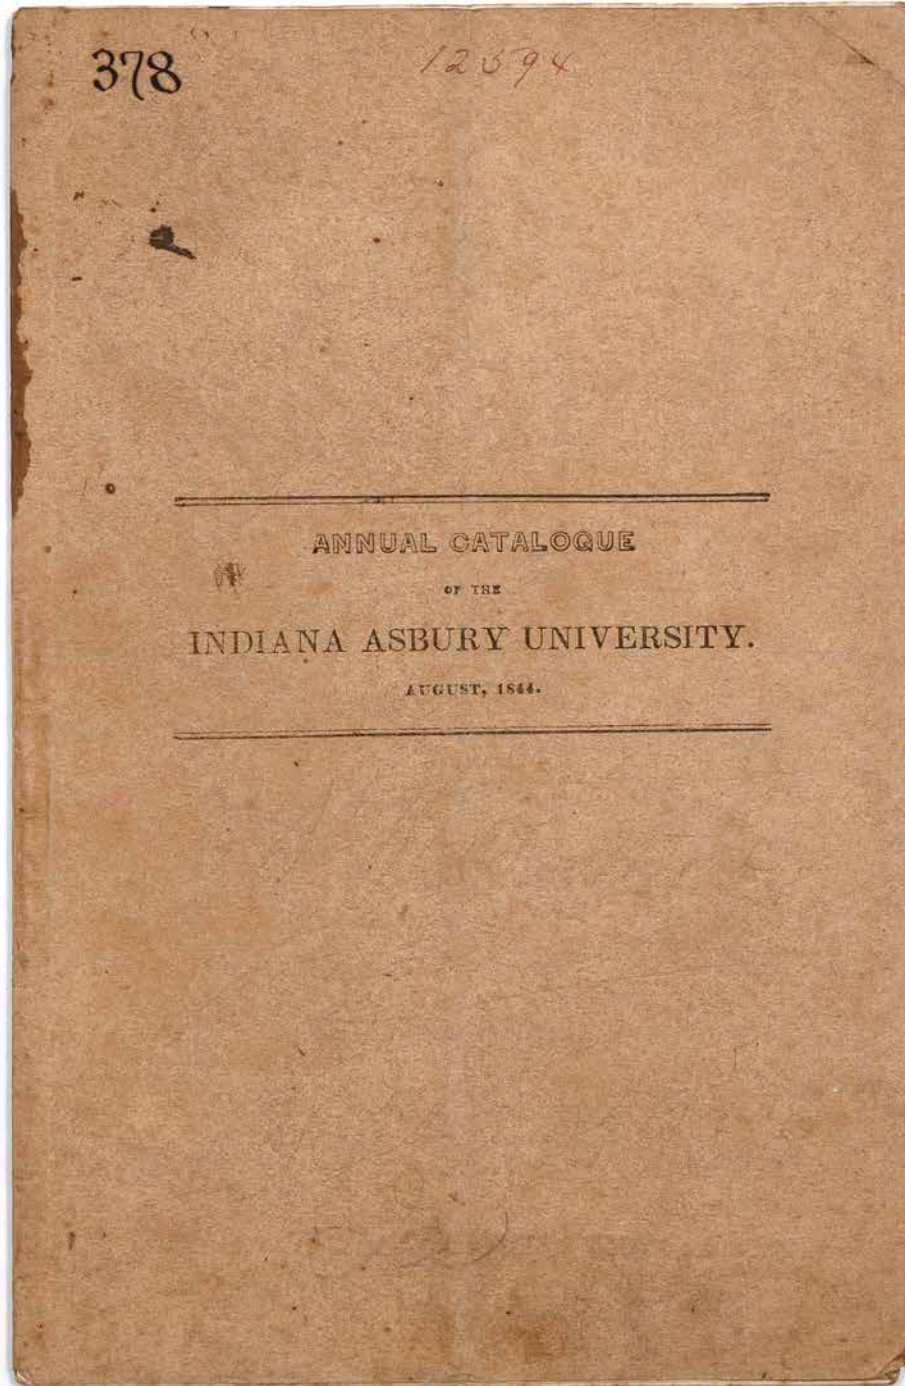 378
12594
ANNUAL CATALOGUE
OF THE
INDIANA ASBURY UNIVERSITY.
AUGUST, 1844.